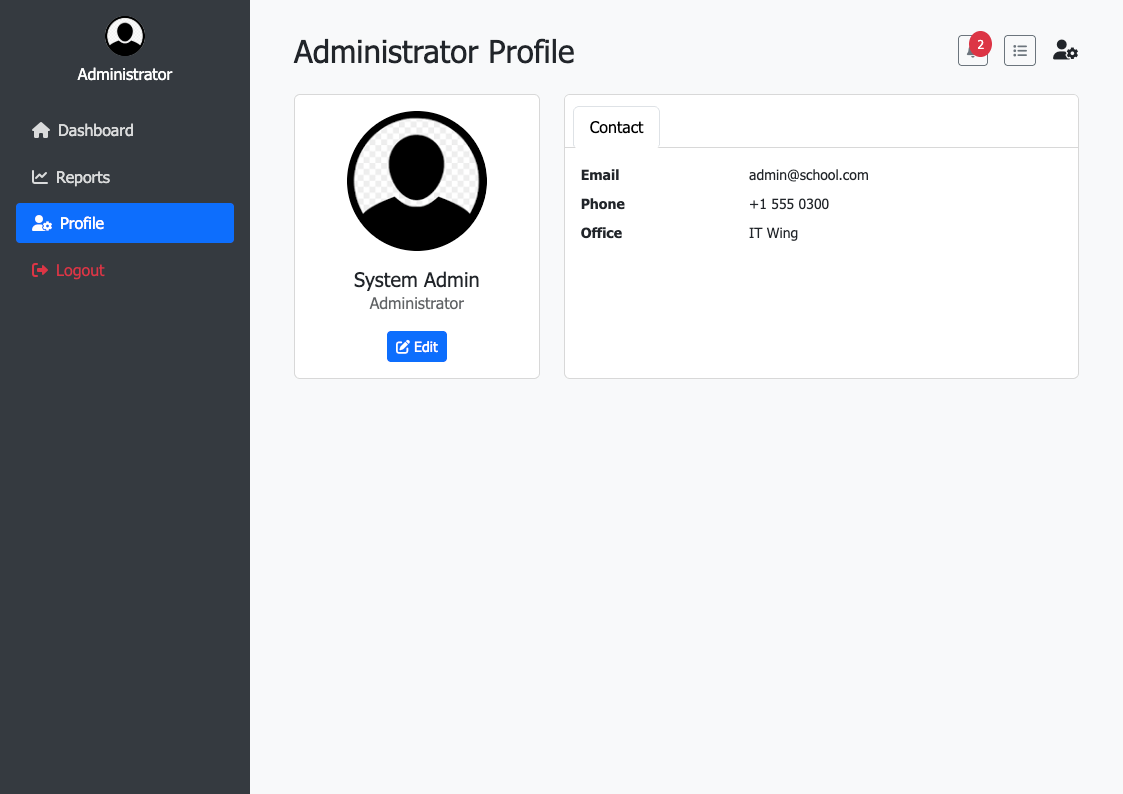 Administrator
Dashboard
Reports
Profile
Logout
Administrator Profile
2
System Admin
Administrator
Edit
Contact
Email admin@school.com
Phone +1 555 0300
Office IT Wing